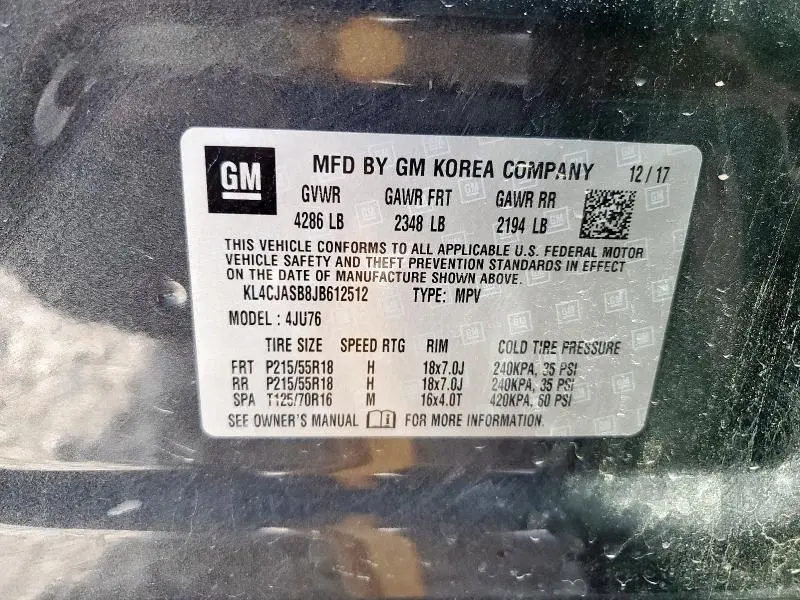 GM MFD BY GM KOREA COMPANY 12/17
GVWR GAWR FRT GAWR RR
4286 LB 2348 LB 2194 LB
THIS VEHICLE CONFORMS TO ALL APPLICABLE U.S. FEDERAL MOTOR
VEHICLE SAFETY AND THEFT PREVENTION STANDARDS IN EFFECT
ON THE DATE OF MANUFACTURE SHOWN ABOVE.
KL4CJASB8JB612512 TYPE: MPV
MODEL : 4JU76
TIRE SIZE SPEED RTG RIM COLD TIRE PRESSURE
FRT P215/55R18 H 18x7.0J 240KPA, 35 PSI
RR P215/55R18 H 18x7.0J 240KPA, 35 PSI
SPA T125/70R16 M 16x4.0T 420KPA, 60 PSI
SEE OWNER'S MANUAL FOR MORE INFORMATION.